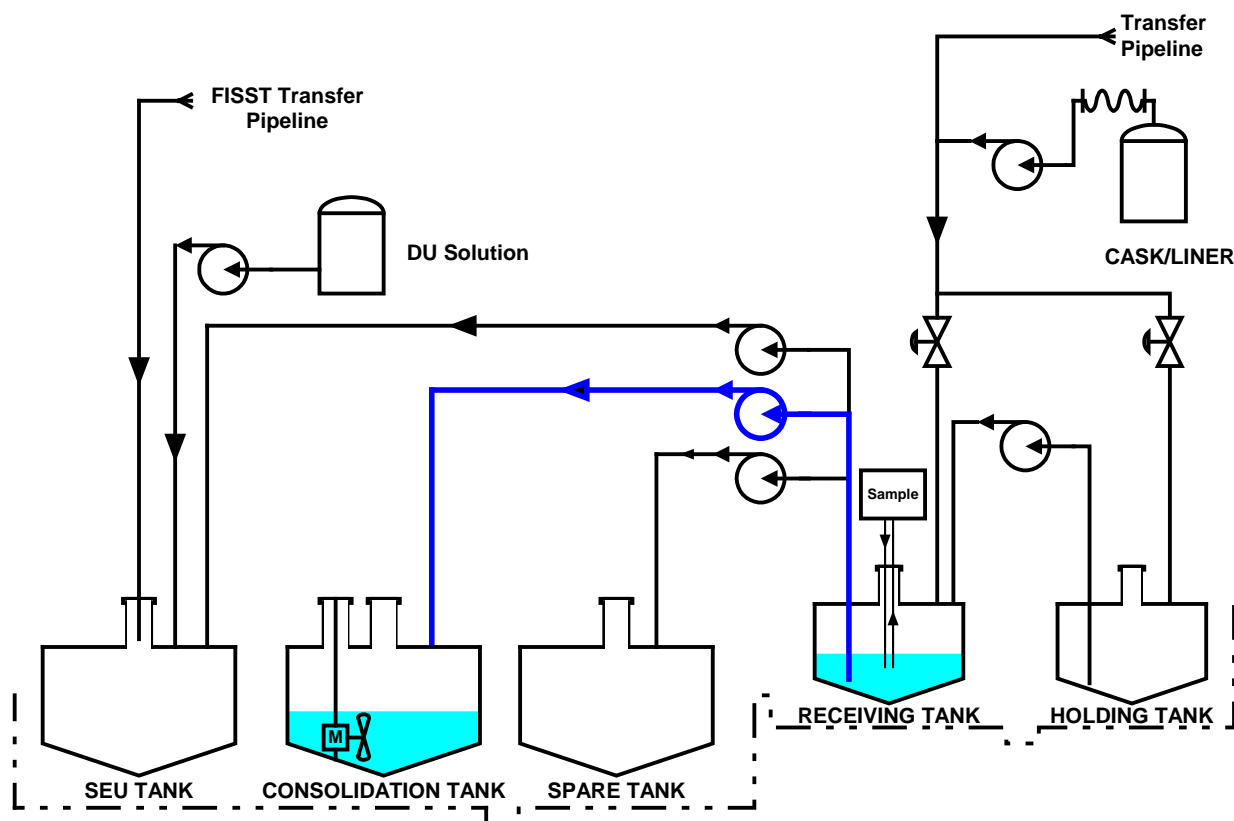 Transfer
Pipeline
FISST Transfer
Pipeline
DU Solution
CASK/LINER
Sample
M
RECEIVING TANK
HOLDING TANK
SEU TANK
CONSOLIDATION TANK
SPARE TANK